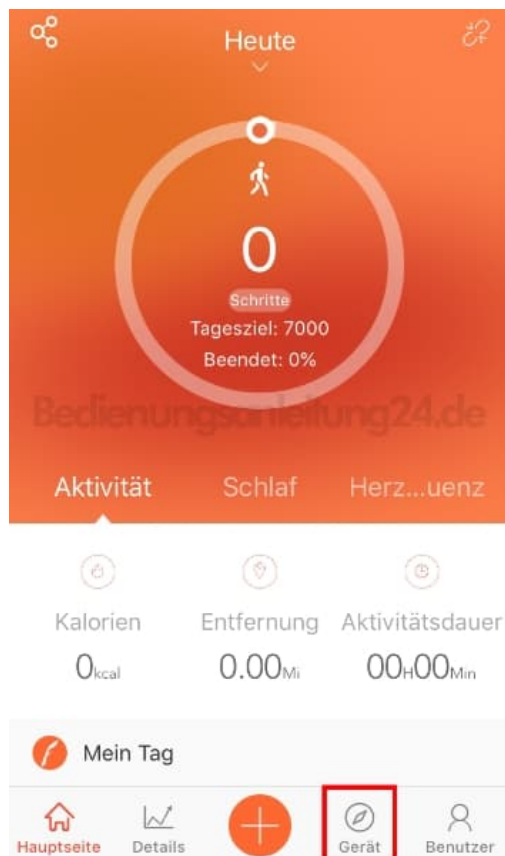 Heute
0
Schritte
Tagesziel: 7000
Beendet: 0%
Bedienungsanleitung24.de
Aktivität Schlaf Herz...uenz
Kalorien Entfernung Aktivitätsdauer
0kcal 0.00Mi 00H00Min
Mein Tag
Hauptseite Details Gerät Benutzer